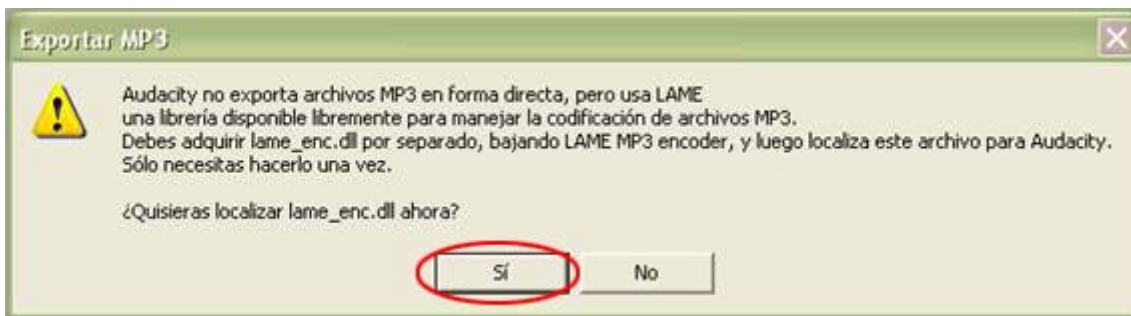 Exportar MP3
Audacity no exporta archivos MP3 en forma directa, pero usa LAME
una librería disponible libremente para manejar la codificación de archivos MP3.
Debes adquirir lame_enc.dll por separado, bajando LAME MP3 encoder, y luego localiza este archivo para Audacity.
Sólo necesitas hacerlo una vez.
¿Quisieras localizar lame_enc.dll ahora?
Sí No